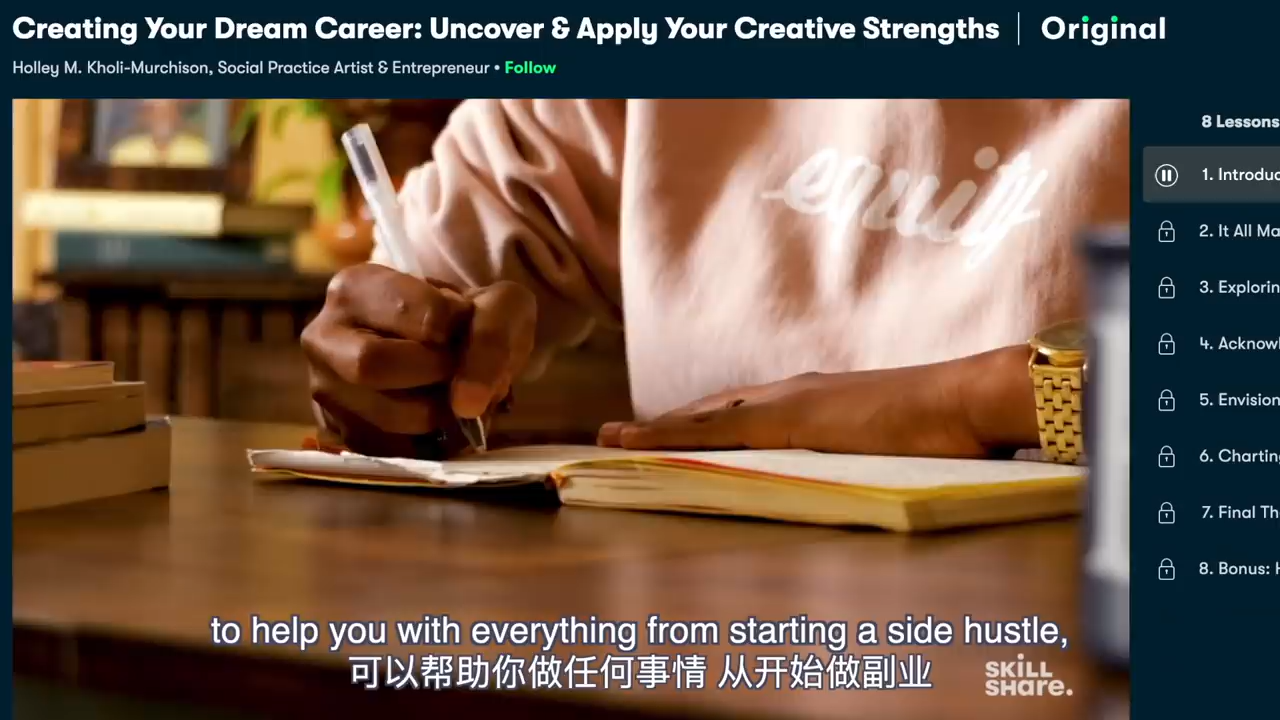 Creating Your Dream Career: Uncover & Apply Your Creative Strengths | Original
Holley M. Kholi-Murchison, Social Practice Artist & Entrepreneur • Follow
8 Lessons
1. Introduc
2. It All Ma
3. Explorin
4. Acknowl
5. Envision
6. Charting
7. Final Th
8. Bonus: H
equity
to help you with everything from starting a side hustle,
可以帮助你做任何事情 从开始做副业
SKILL
SHare.